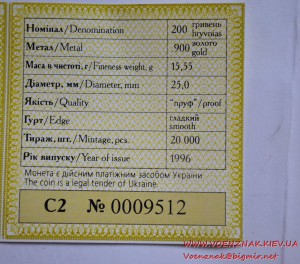 Номінал/Denomination 200 гривень
hryvnias
Метал/Metal 900 золото
gold
Маса в чистоті, г/Fineness weight, g 15,55
Діаметр, мм/Diameter, mm 25,0
Якість/Quality "пруф"/proof
Гурт/Edge гладкий
smooth
Тираж, шт./Mintage, pcs. 20 000
Рік випуску/Year of issue 1996
Монета є дійсним платіжним засобом України
The coin is a legal tender of Ukraine
С2 № 0009512
WWW.VOENZNAK.KIEV.UA
Voenznak@bigmir.net